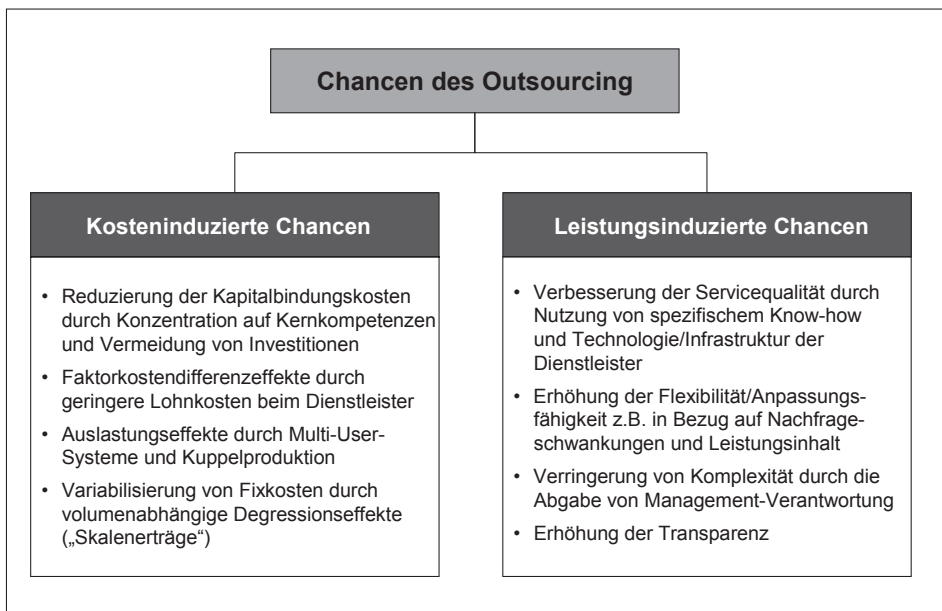 Chancen des Outsourcing
Kosteninduzierte Chancen
• Reduzierung der Kapitalbindungskosten
durch Konzentration auf Kernkompetenzen
und Vermeidung von Investitionen
• Faktorkostendifferenzeffekte durch
geringere Lohnkosten beim Dienstleister
• Auslastungseffekte durch Multi-User-
Systeme und Kuppelproduktion
• Variabilisierung von Fixkosten durch
volumenabhängige Degressionseffekte
(„Skalenerträge“)
Leistungsinduzierte Chancen
• Verbesserung der Servicequalität durch
Nutzung von spezifischem Know-how
und Technologie/Infrastruktur der
Dienstleister
• Erhöhung der Flexibilität/Anpassungs-
fähigkeit z.B. in Bezug auf Nachfrage-
schwankungen und Leistungsinhalt
• Verringerung von Komplexität durch die
Abgabe von Management-Verantwortung
• Erhöhung der Transparenz